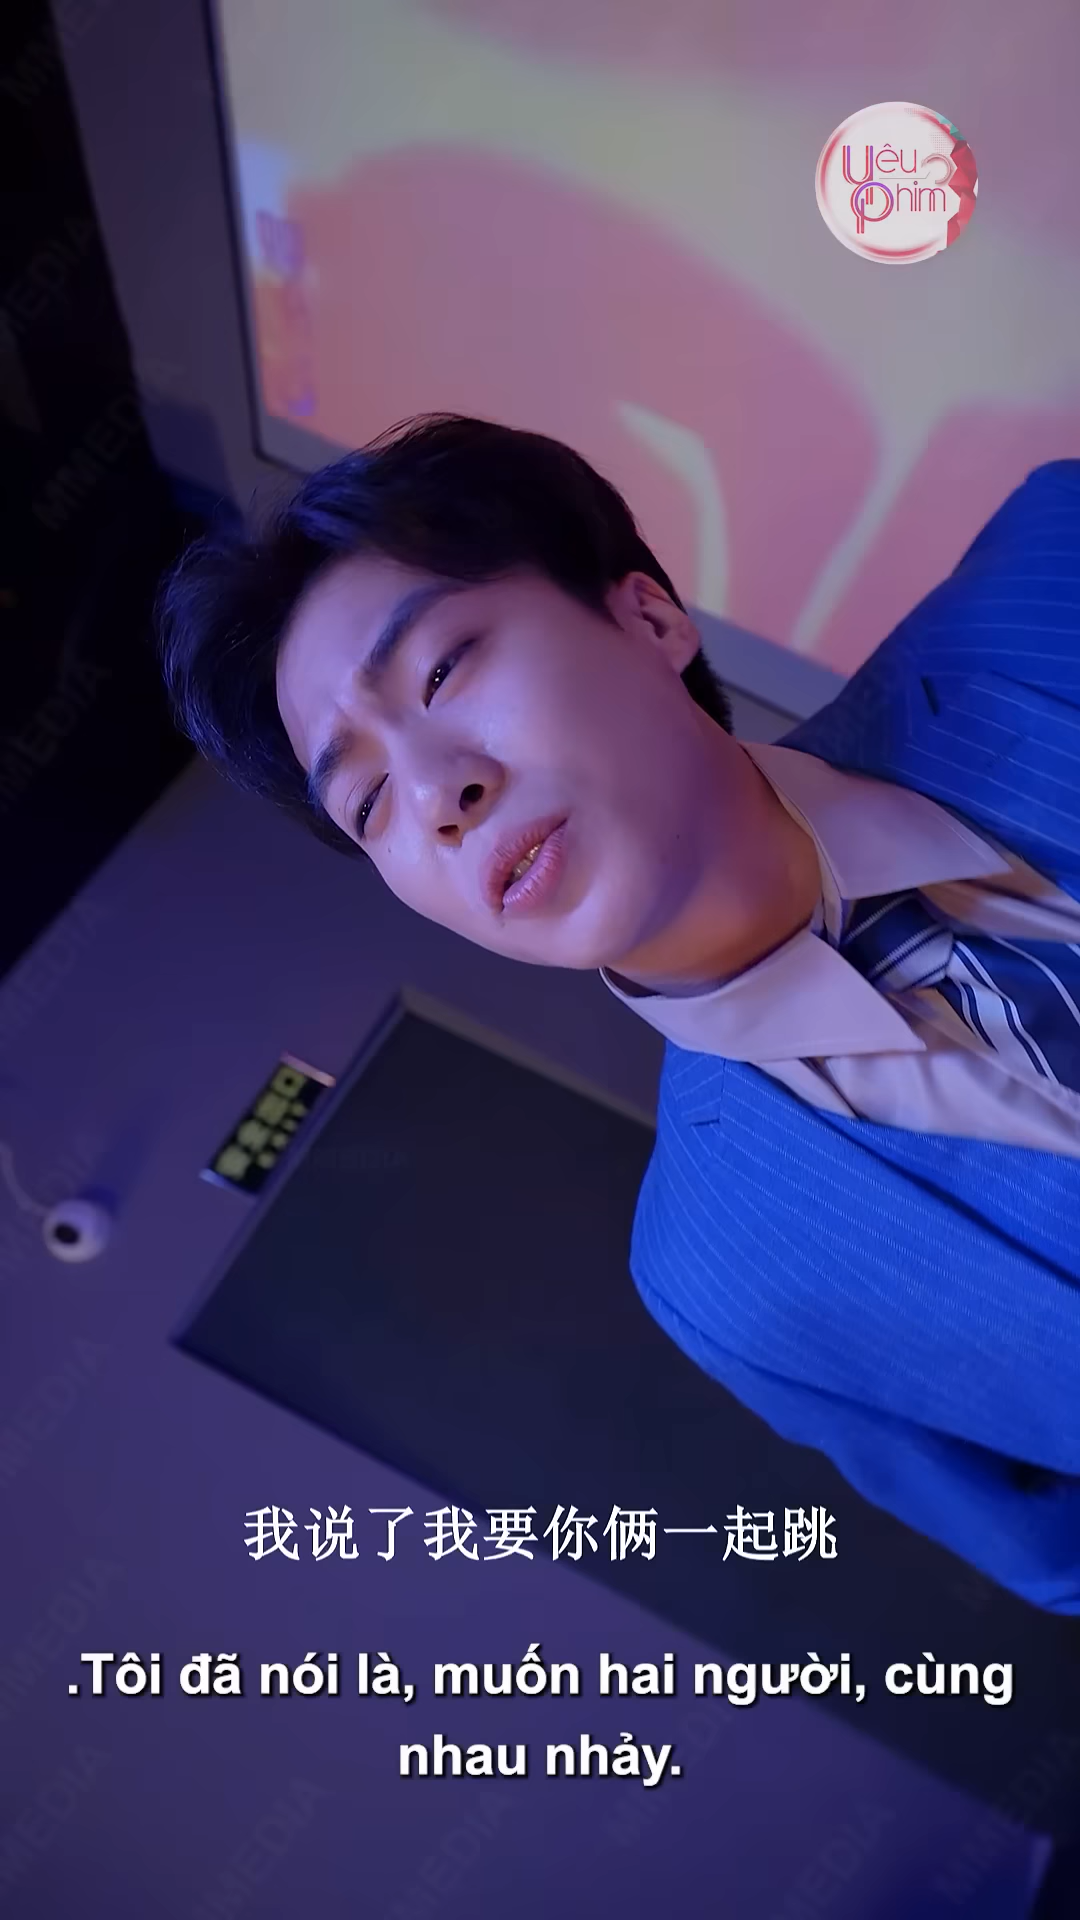 Yêu
Phim
我说了我要你俩一起跳
.Tôi đã nói là, muốn hai người, cùng
nhau nhảy.
MMEDIA